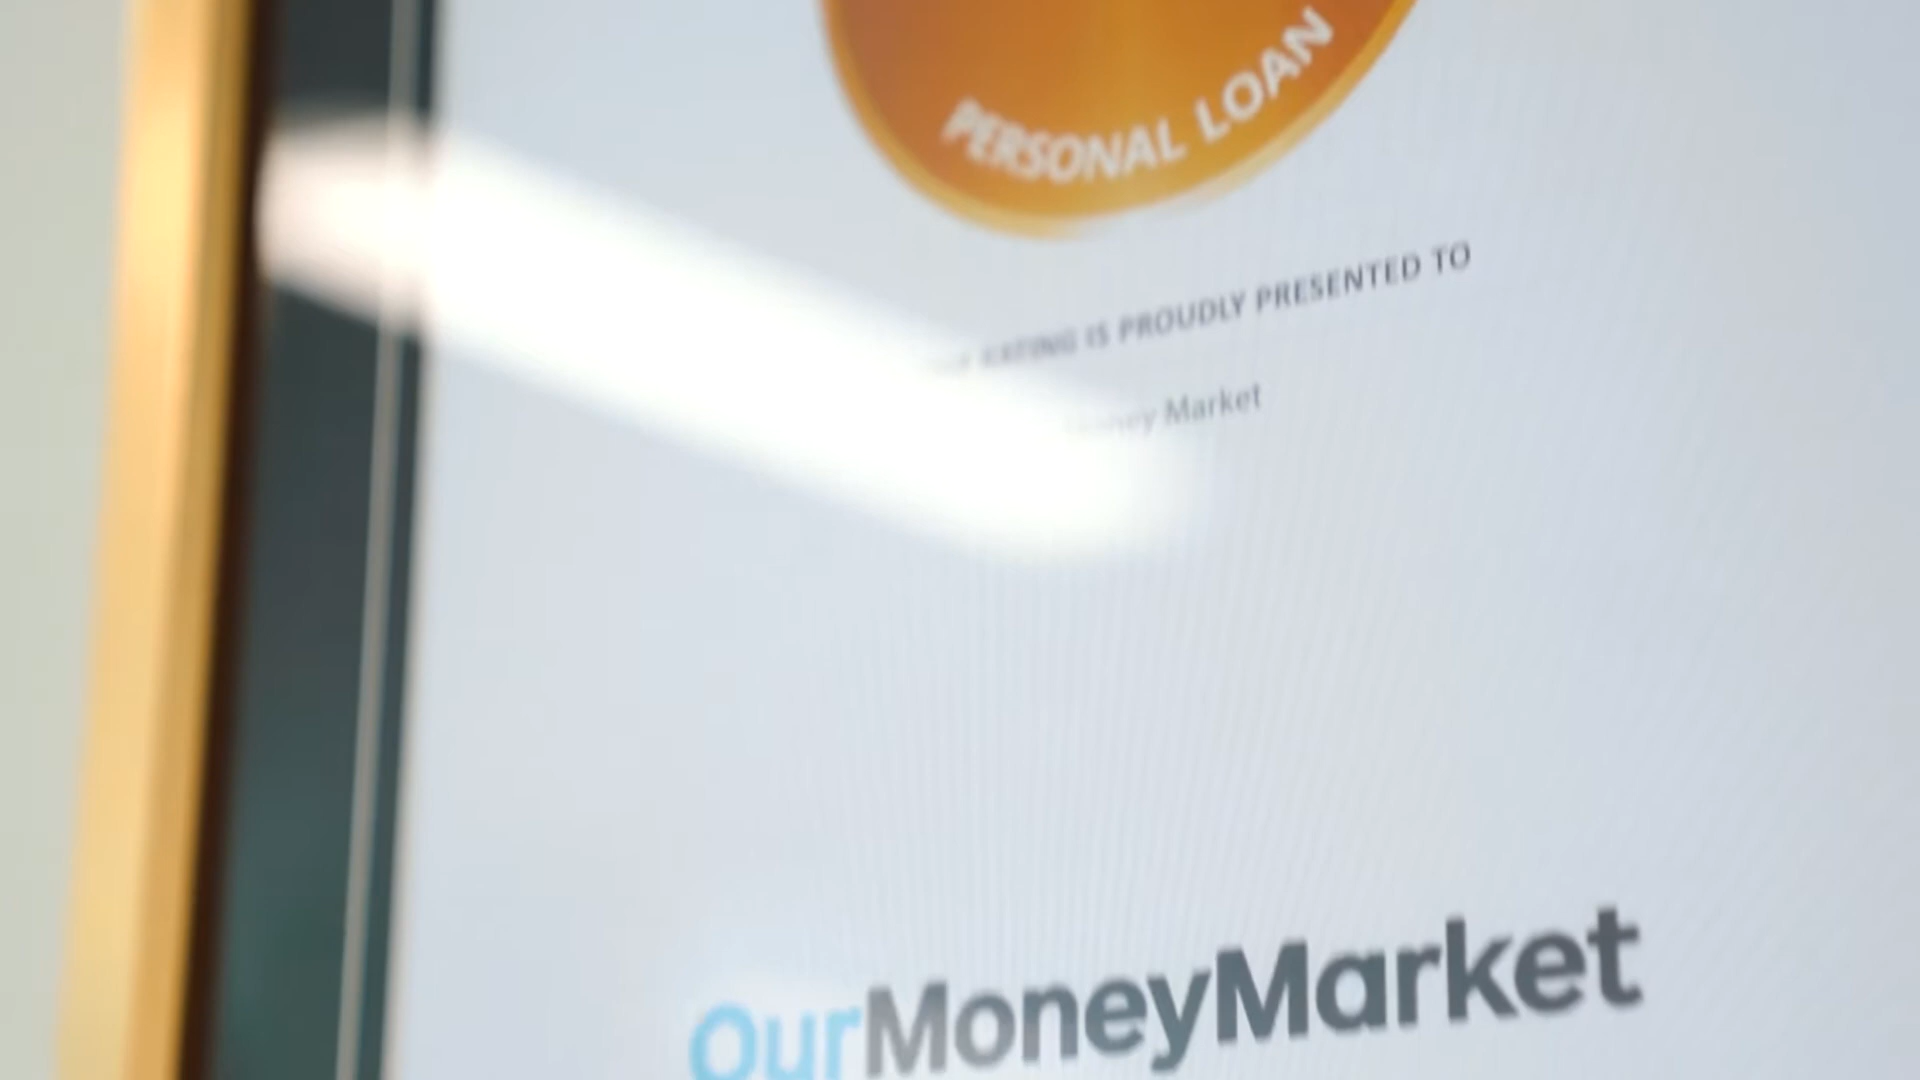 PERSONAL LOAN
RATING IS PROUDLY PRESENTED TO
Market
OurMoneyMarket